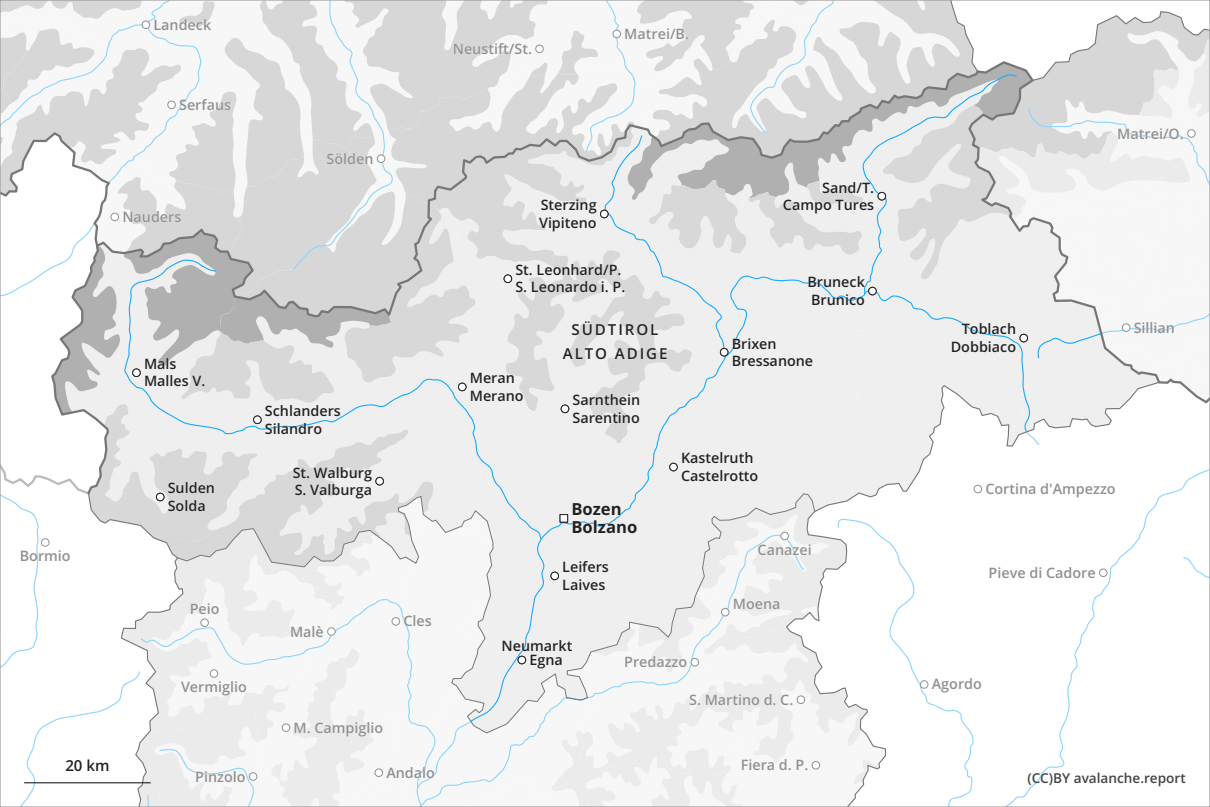 Landeck
Matrei/B.
Neustift/St.
Serfaus
Matrei/O.
Sölden
Sand/T.
Campo Tures
Sterzing
Vipiteno
Nauders
St. Leonhard/P.
S. Leonardo i. P.
Bruneck
Brunico
SÜDTIROL
ALTO ADIGE
Toblach
Dobbiaco
Sillian
Brixen
Bressanone
Mals
Malles V.
Meran
Merano
Schlanders
Silandro
Sarnthein
Sarentino
Kastelruth
Castelrotto
St. Walburg
S. Valburga
Sulden
Solda
Cortina d'Ampezzo
Bozen
Bolzano
Bormio
Canazei
Leifers
Laives
Pieve di Cadore
Peio
Moena
Malè
Cles
Neumarkt
Egna
Predazzo
Vermiglio
Agordo
S. Martino d. C.
M. Campiglio
20 km
Pinzolo
Andalo
Fiera d. P.
(CC)BY avalanche.report